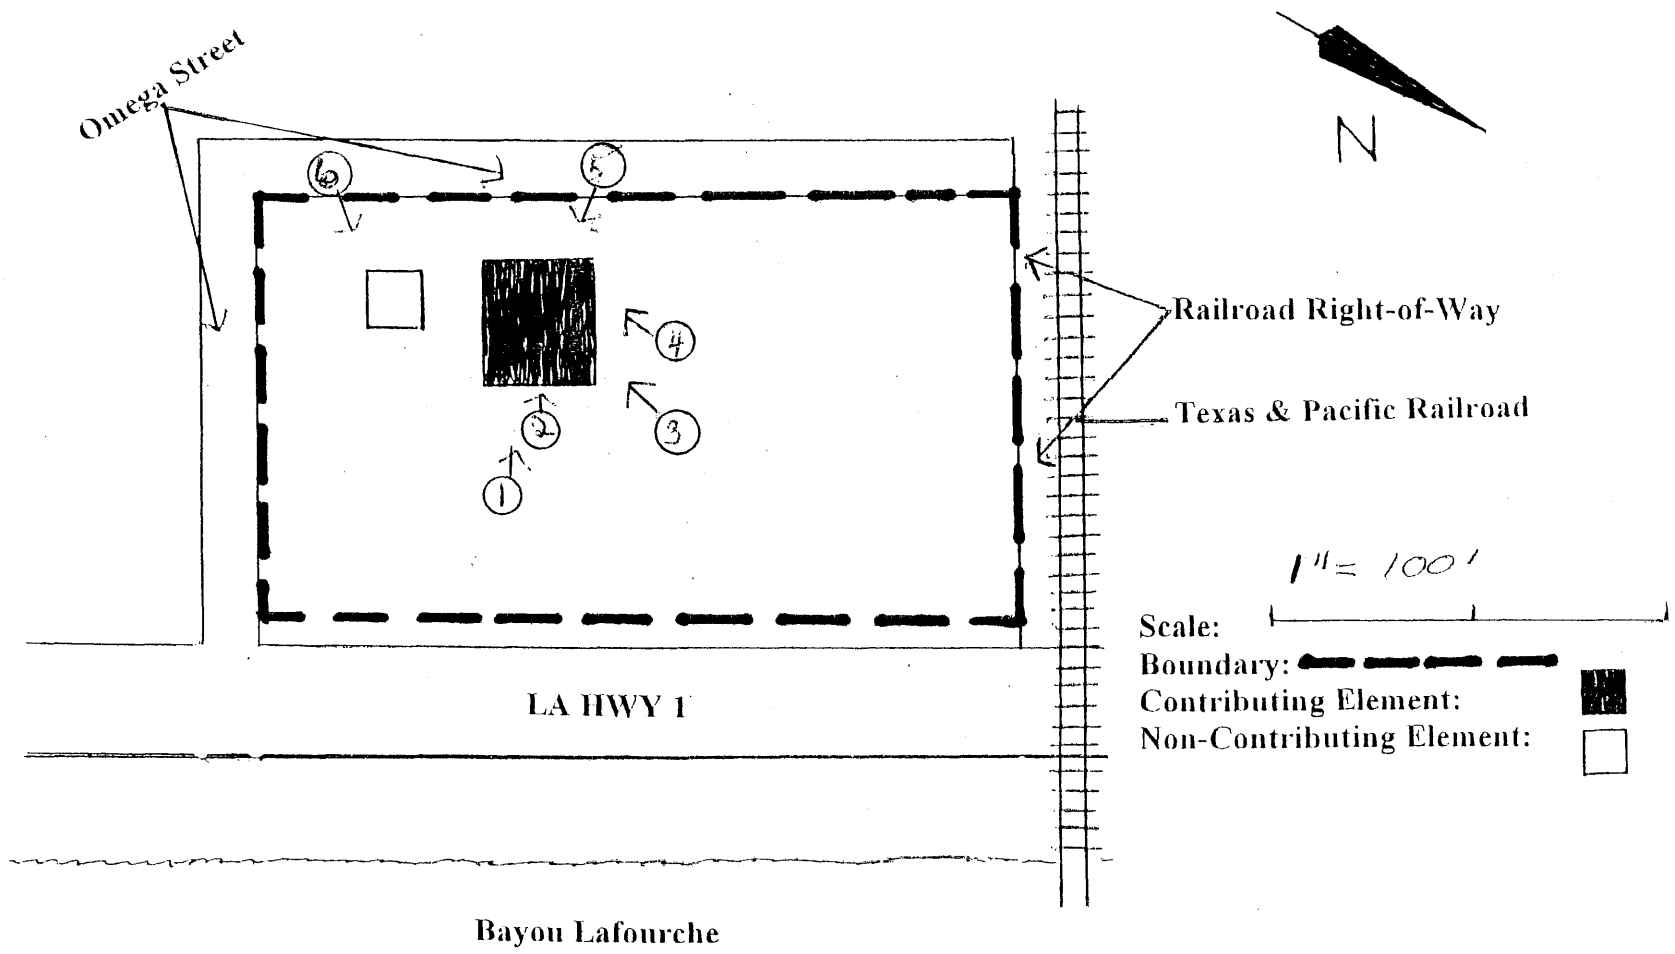 Omega Street
N
6
4
3
2
1
Railroad Right-of-Way
Texas & Pacific Railroad
1"= 100'
Scale:
Boundary:
Contributing Element:
Non-Contributing Element:
LA HWY 1
Bayou Lafourche